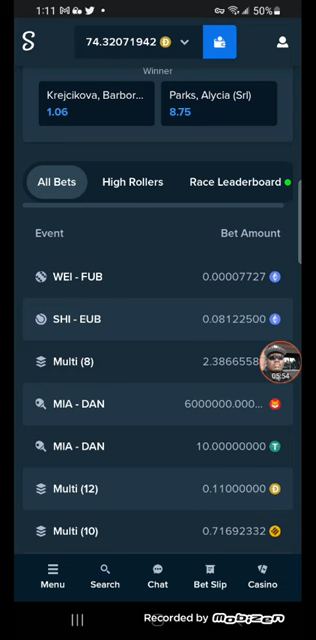 1:11 50%
S 74.32071942
Winner
Krejcikova, Barbor... Parks, Alycia (Srl)
1.06 8.75
All Bets High Rollers Race Leaderboard
Event Bet Amount
WEI - FUB 0.00007727
SHI - EUB 0.08122500
Multi (8) 2.3866558
05:54
MIA - DAN 6000000.000...
MIA - DAN 10.00000000
Multi (12) 0.11000000
Multi (10) 0.71692332
Menu Search Chat Bet Slip Casino
Recorded by Mobizen